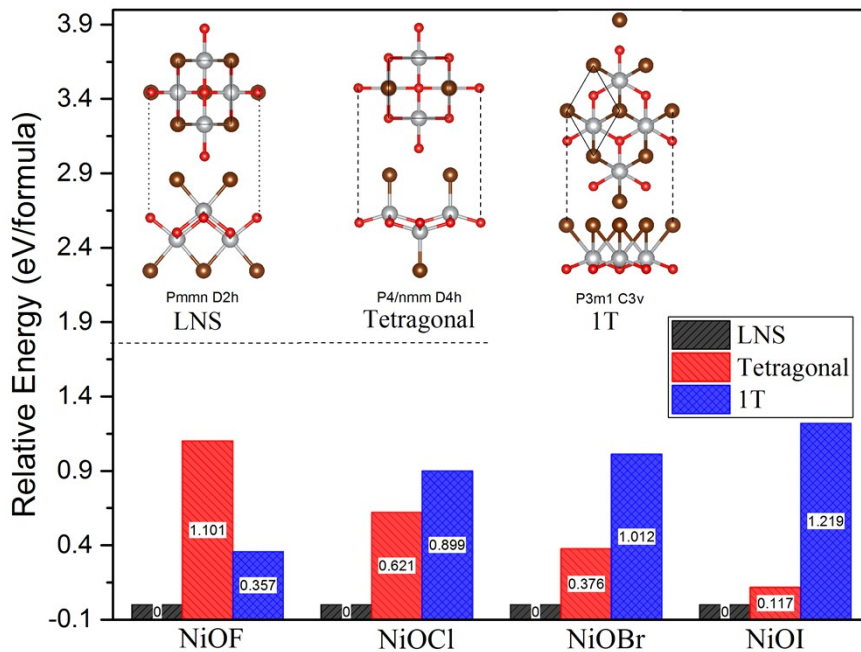 Relative Energy (eV/formula)
3.9
3.4
2.9
2.4
1.9
1.4
0.9
0.4
-0.1
Pmmn D2h
LNS
P4/nmm D4h
Tetragonal
P3m1 C3v
1T
LNS
Tetragonal
1T
0
1.101
0.357
0
0.621
0.899
0
0.376
1.012
0
0.117
1.219
NiOF
NiOCl
NiOBr
NiOI